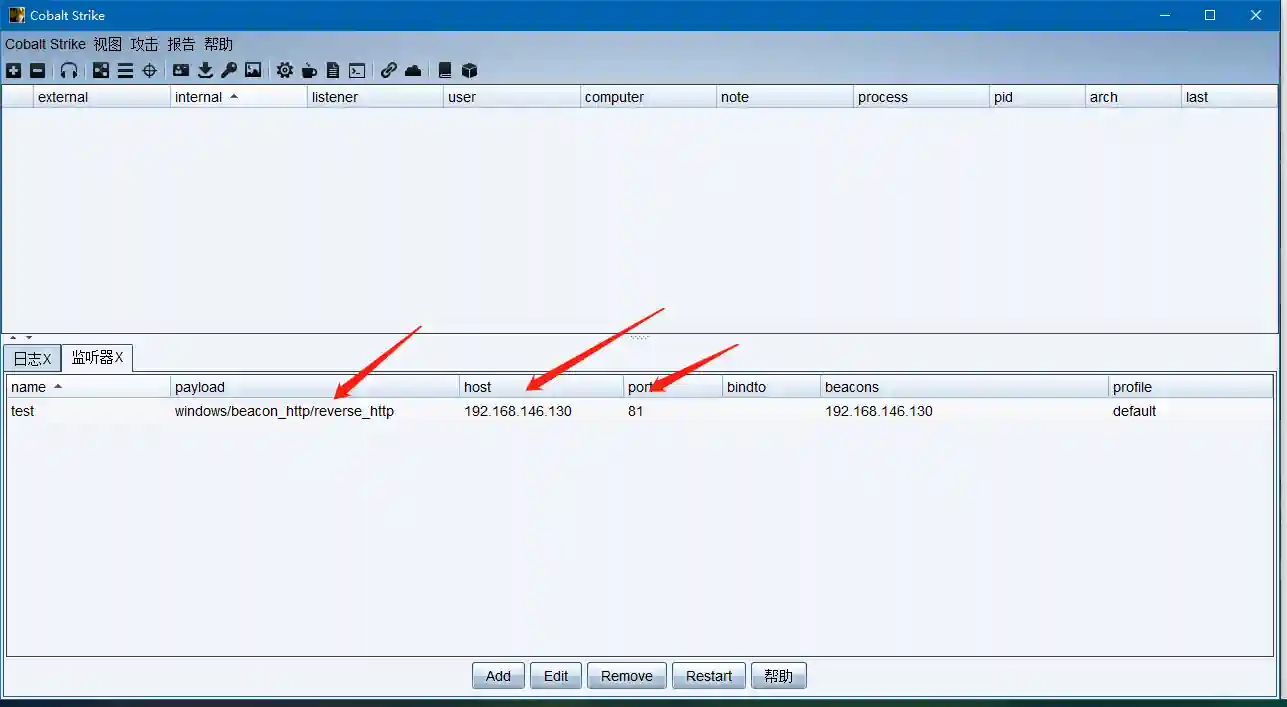 Cobalt Strike
Cobalt Strike 视图 攻击 报告 帮助
external internal listener user computer note process pid arch last
日志X 监听器X
name payload host port bindto beacons profile
test windows/beacon_http/reverse_http 192.168.146.130 81 192.168.146.130 default
Add Edit Remove Restart 帮助